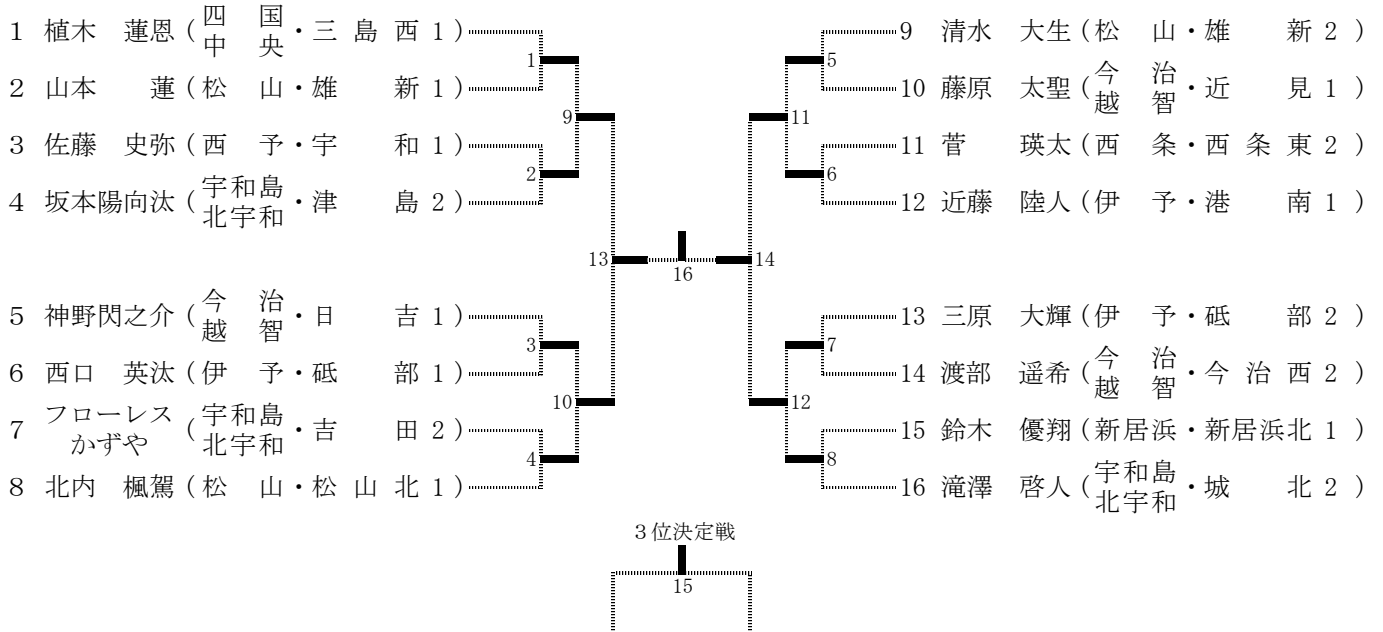 1 植木 蓮恩 (四国中央・三島西 1)
2 山本 蓮 (松山・雄新 1)
3 佐藤 史弥 (西予・宇和 1)
4 坂本陽向汰 (宇和島北宇和・津島 2)
5 神野閃之介 (今治越智・日吉 1)
6 西口 英汰 (伊予・砥部 1)
7 フローレスかずや (宇和島北宇和・吉田 2)
8 北内 楓駕 (松山・松山北 1)
1
2
3
4
9
10
13
16
14
11
12
5
6
7
8
9 清水 大生 (松山・雄新 2)
10 藤原 太聖 (今治越智・近見 1)
11 菅 瑛太 (西条・西条東 2)
12 近藤 陸人 (伊予・港南 1)
13 三原 大輝 (伊予・砥部 2)
14 渡部 遥希 (今治越智・今治西 2)
15 鈴木 優翔 (新居浜・新居浜北 1)
16 滝澤 啓人 (宇和島北宇和・城北 2)
3位決定戦
15